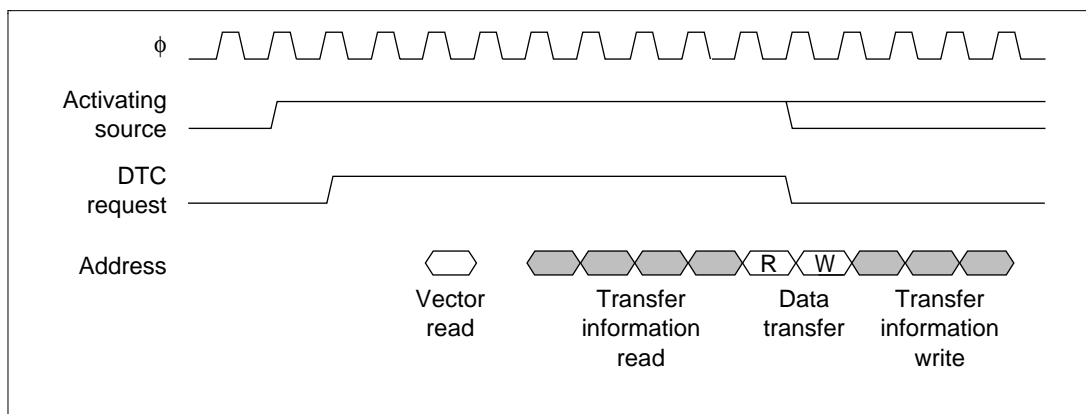 ϕ
Activating
source
DTC
request
Address
R W
Vector
read
Transfer
information
read
Data
transfer
Transfer
information
write